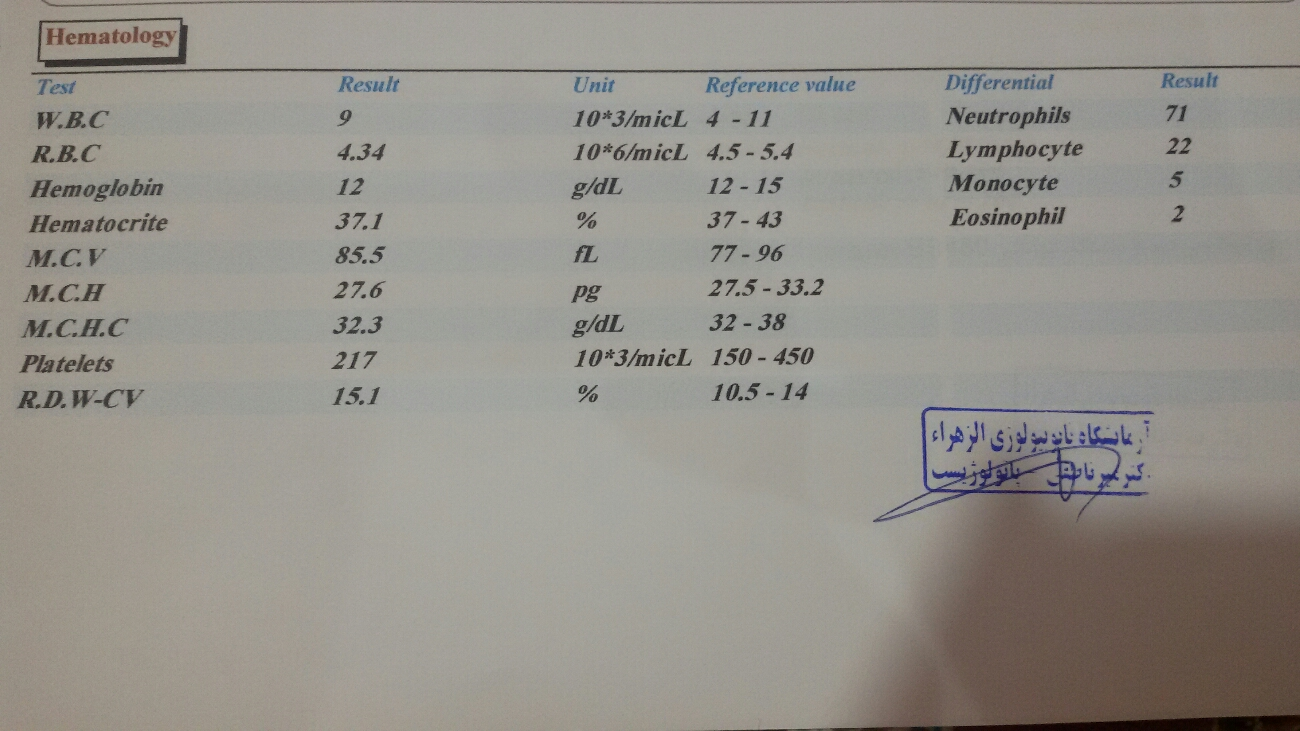 Hematology
Test Result Unit Reference value Differential Result
W.B.C 9 10*3/micL 4 - 11 Neutrophils 71
R.B.C 4.34 10*6/micL 4.5 - 5.4 Lymphocyte 22
Hemoglobin 12 g/dL 12 - 15 Monocyte 5
Hematocrite 37.1 % 37 - 43 Eosinophil 2
M.C.V 85.5 fL 77 - 96
M.C.H 27.6 pg 27.5 - 33.2
M.C.H.C 32.3 g/dL 32 - 38
Platelets 217 10*3/micL 150 - 450
R.D.W-CV 15.1 % 10.5 - 14
آزمایشگاه پاتوبیولوژی الزهراء
پاتولوژیست